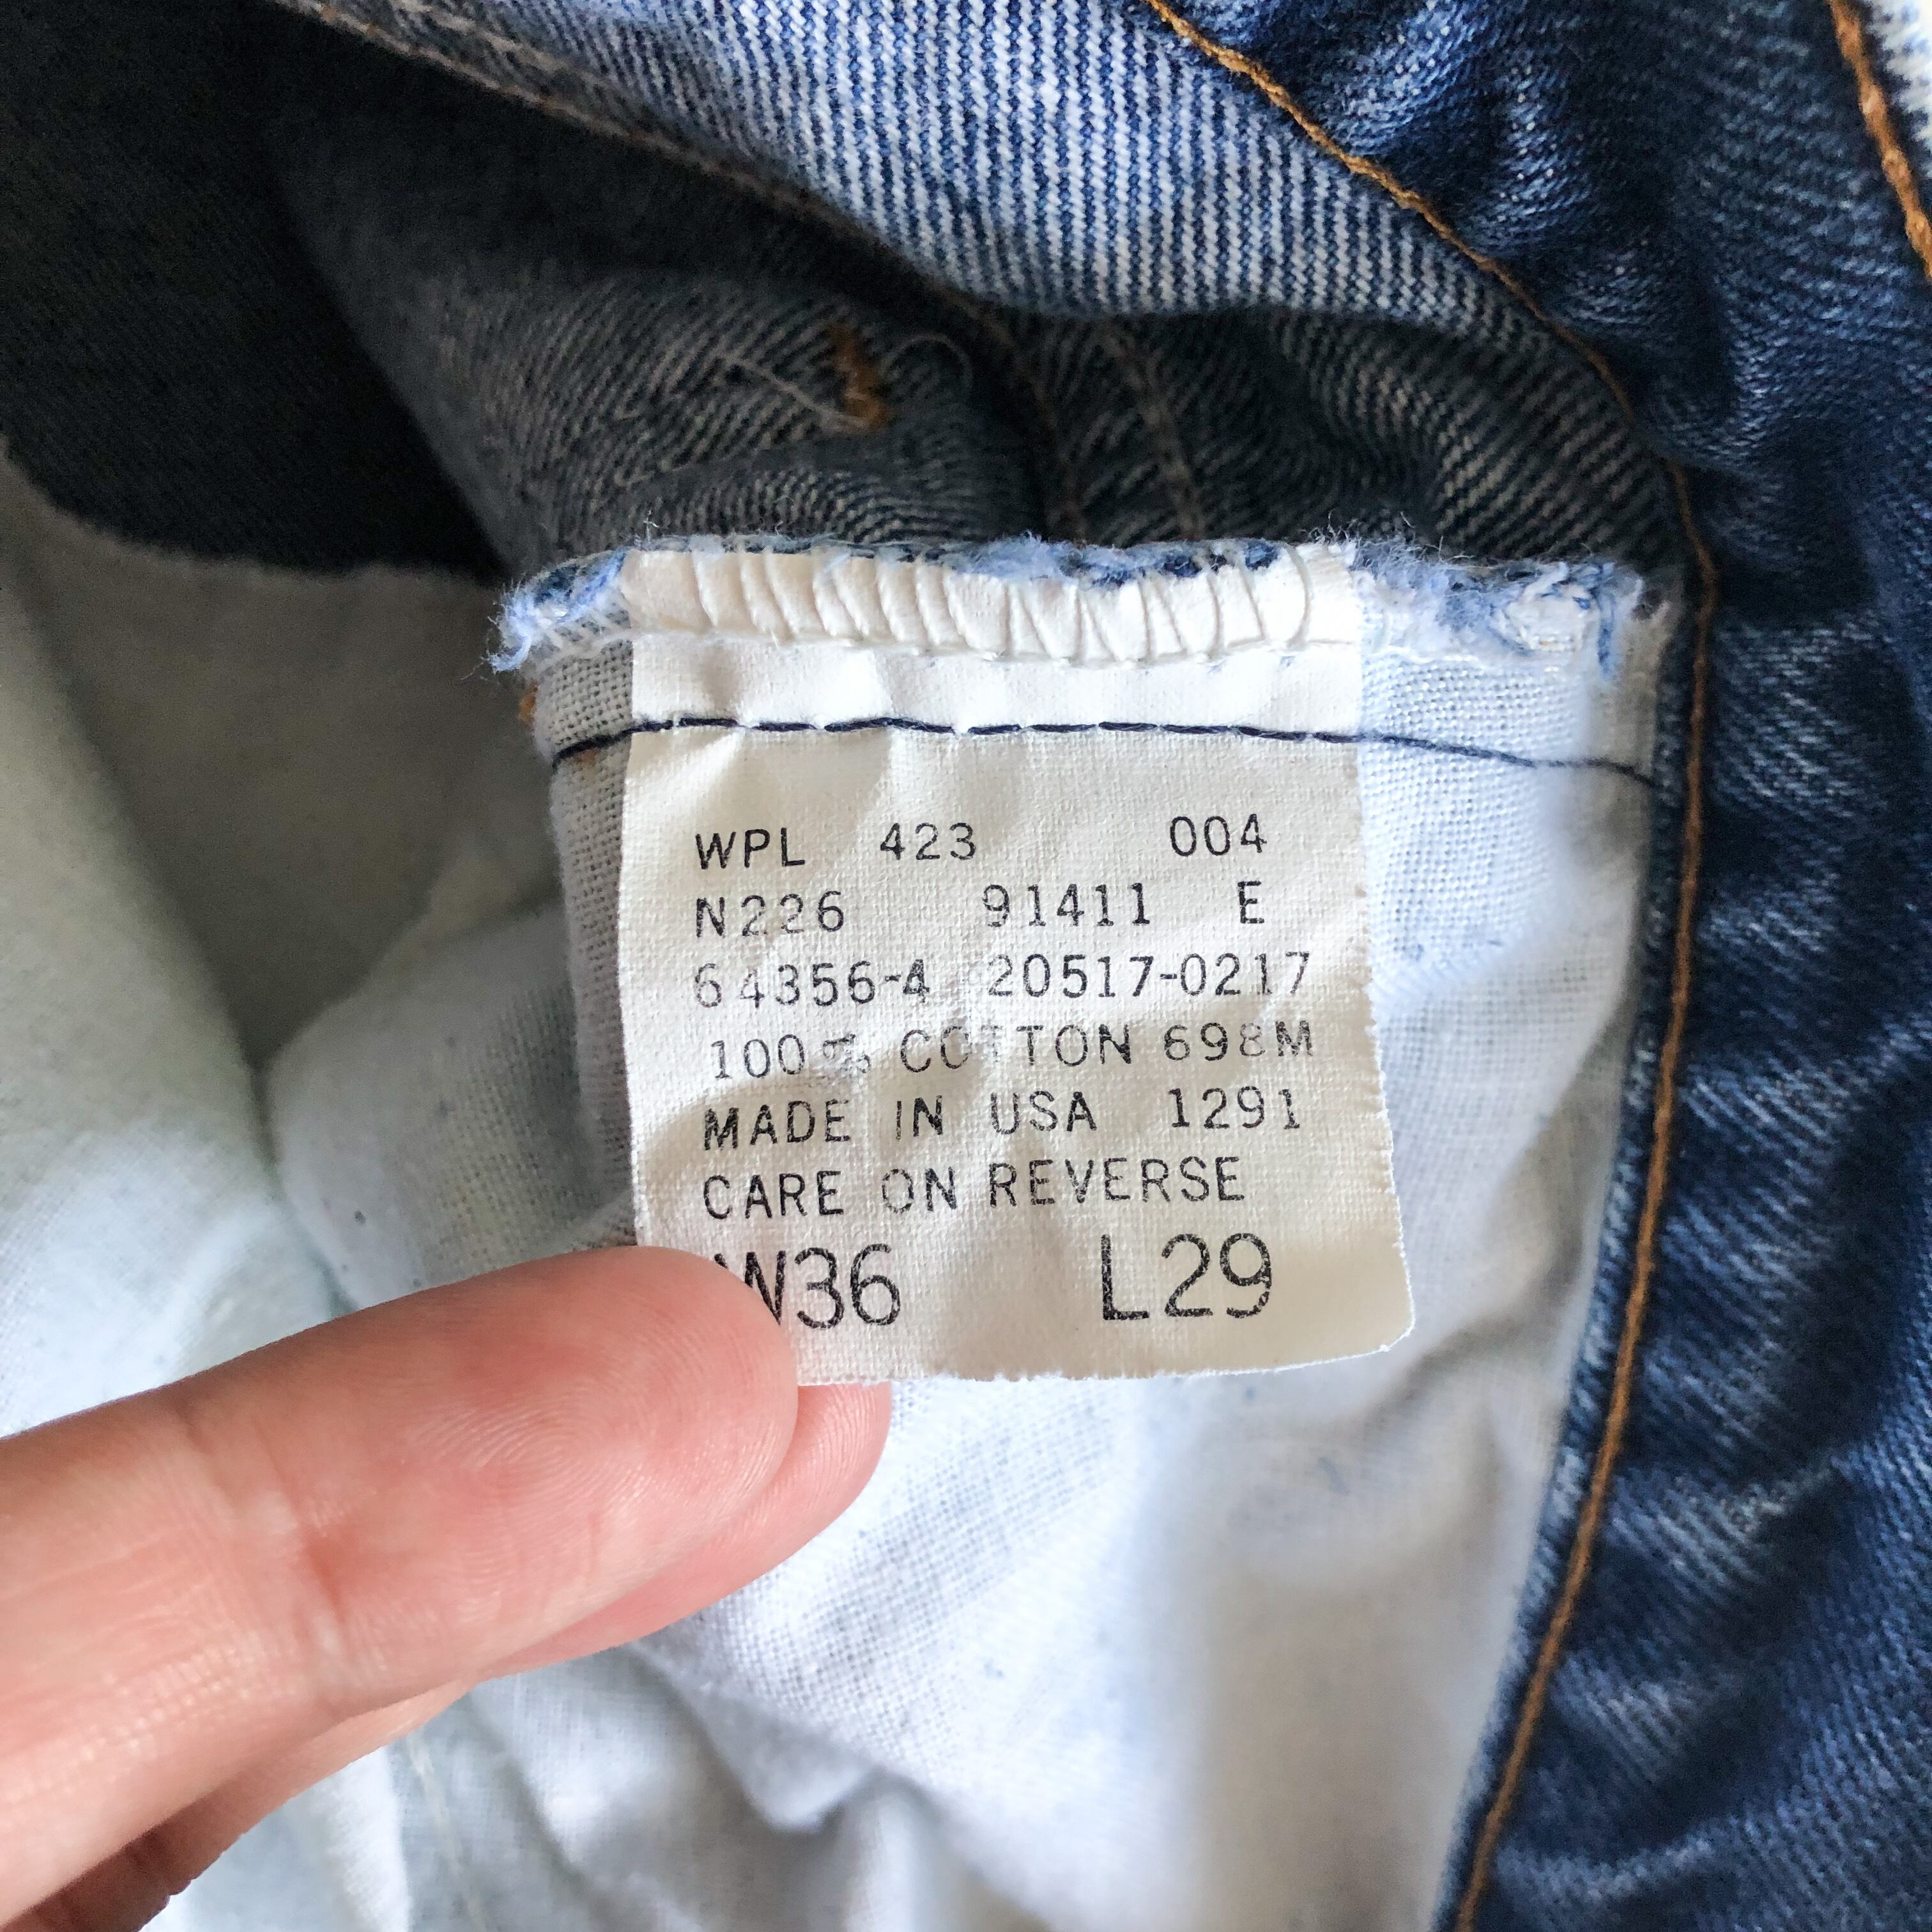 WPL 423 004
N226 91411 E
64356-4 20517-0217
100% COTTON 698M
MADE IN USA 1291
CARE ON REVERSE
W36 L29